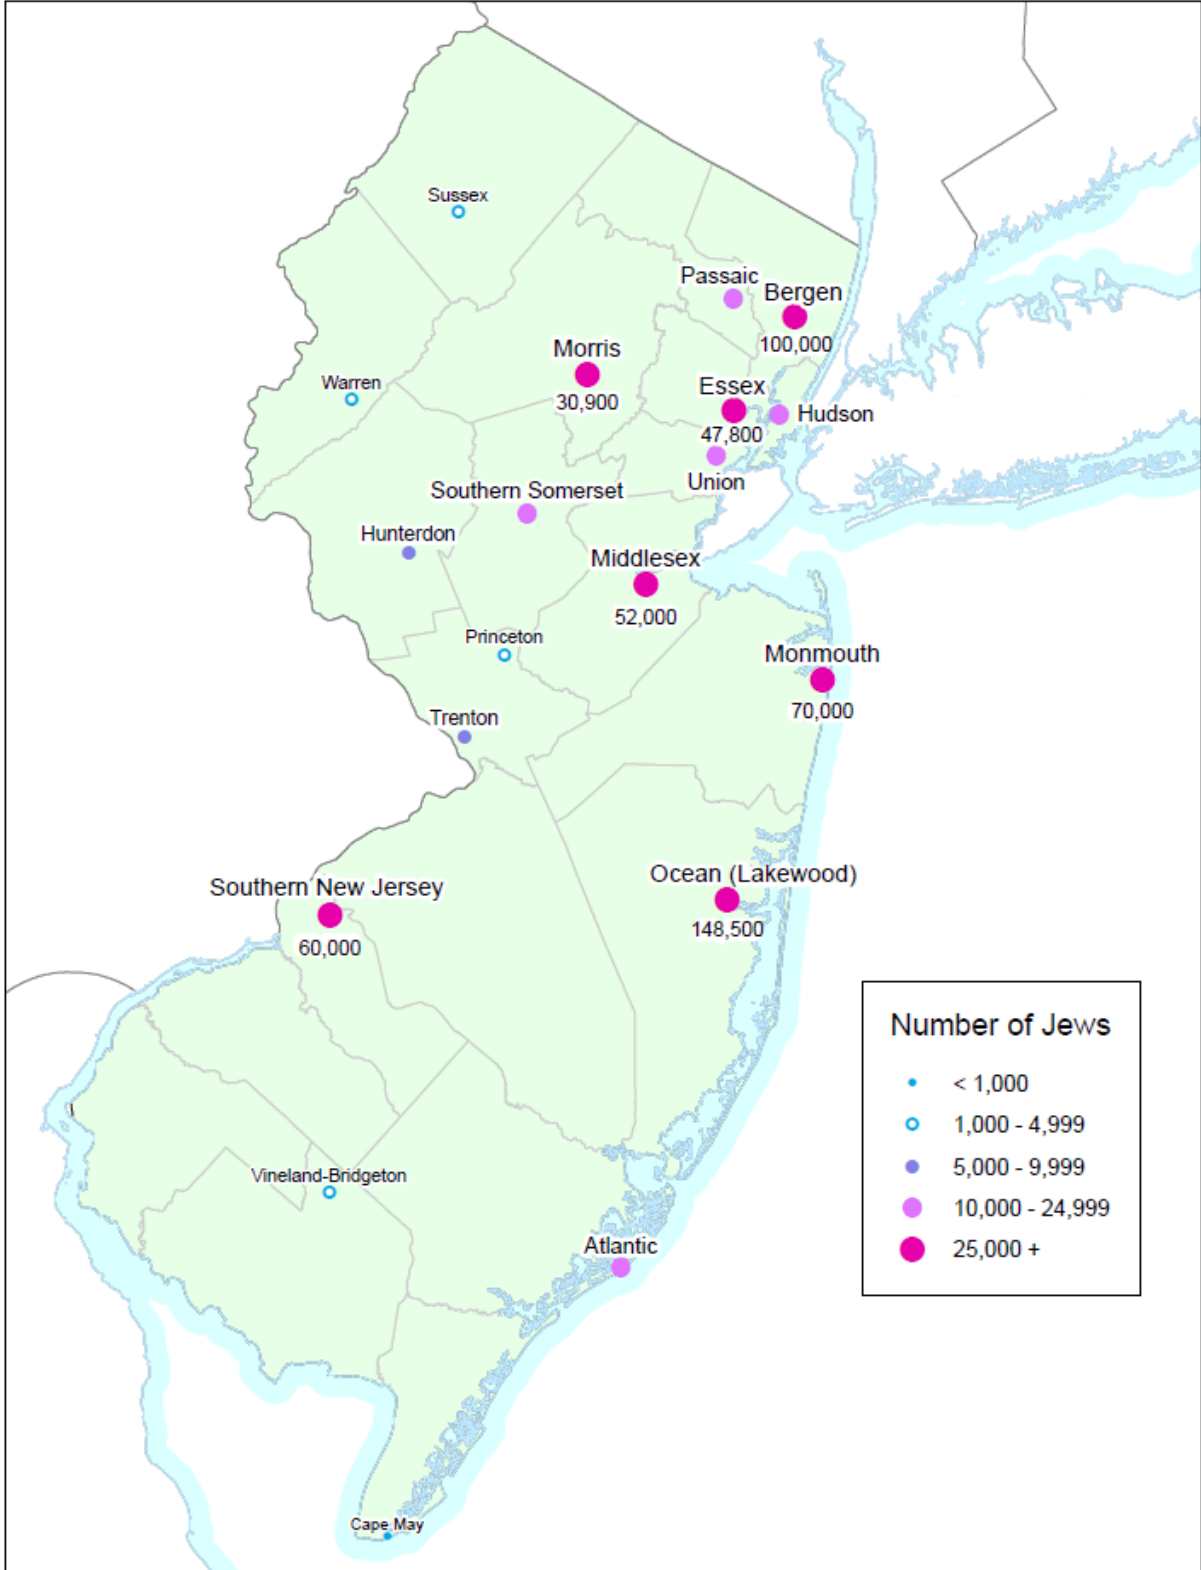 Sussex
Passaic
Bergen
100,000
Morris
30,900
Warren
Essex
47,800
Hudson
Union
Southern Somerset
Hunterdon
Middlesex
52,000
Princeton
Monmouth
70,000
Trenton
Ocean (Lakewood)
148,500
Southern New Jersey
60,000
Number of Jews
< 1,000
1,000 - 4,999
5,000 - 9,999
10,000 - 24,999
25,000 +
Vineland-Bridgeton
Atlantic
Cape May